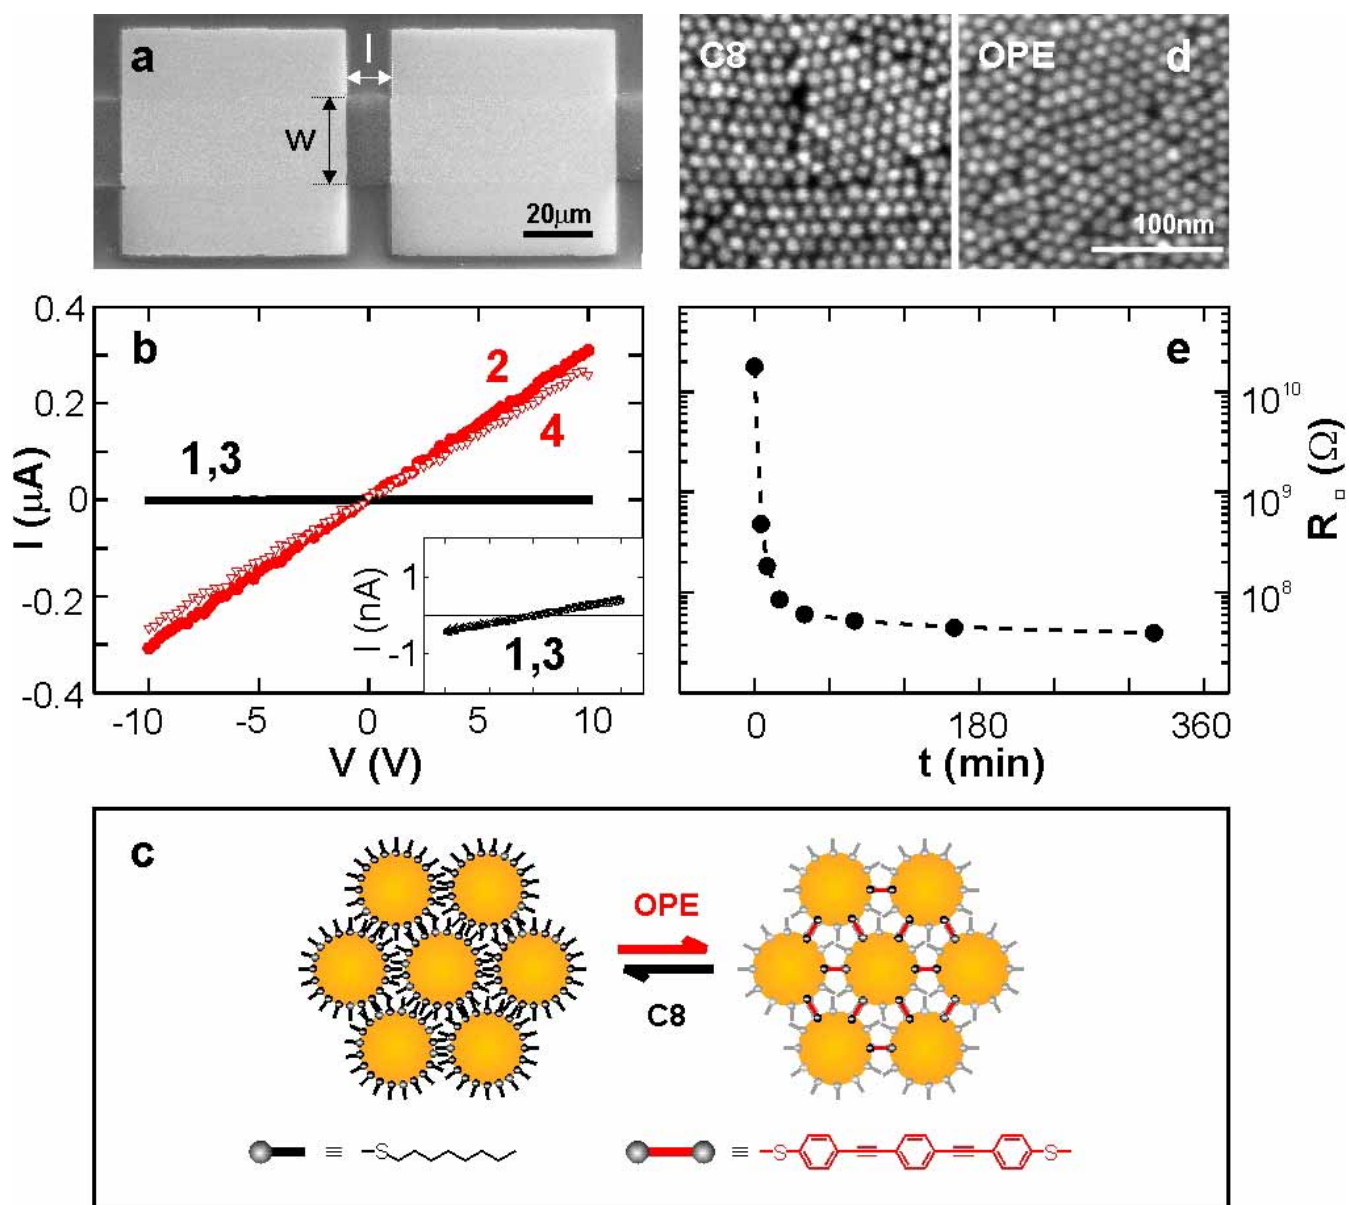 a
l
w
20μm
C8
OPE
d
100nm
b
0.4
0.2
0
-0.2
-0.4
I (μA)
2
4
1,3
I (nA)
1
-1
1,3
-10
-5
0
5
10
V (V)
e
10¹⁰
10⁹
10⁸
R□ (Ω)
0
180
360
t (min)
c
OPE
C8
≡
S
≡
S
S